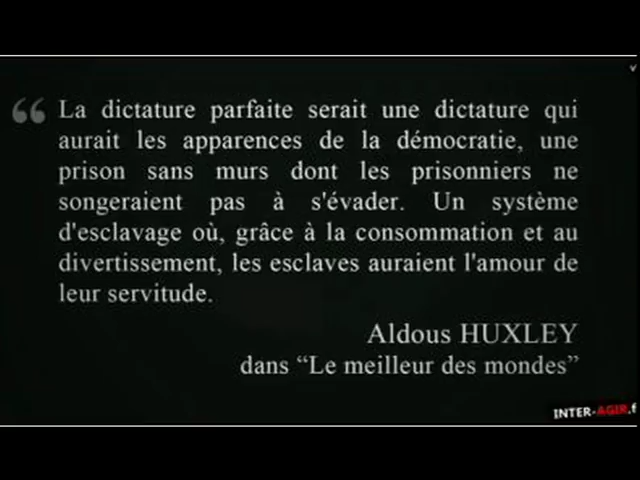 “ La dictature parfaite serait une dictature qui
aurait les apparences de la démocratie, une
prison sans murs dont les prisonniers ne
songeraient pas à s'évader. Un système
d'esclavage où, grâce à la consommation et au
divertissement, les esclaves auraient l'amour de
leur servitude.
Aldous HUXLEY
dans “Le meilleur des mondes”
INTER-AGIR.f